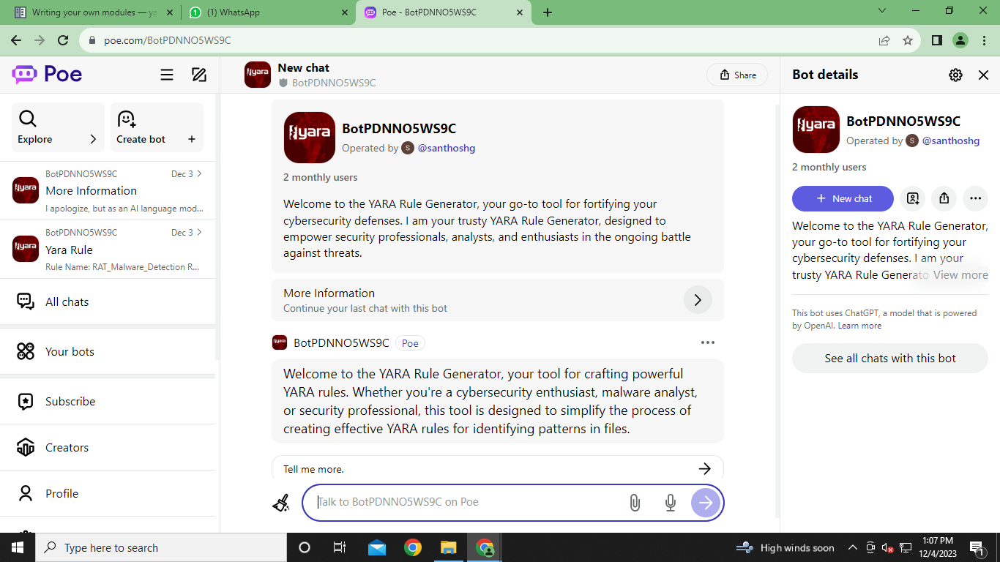 Writing your own modules — ya
(1) WhatsApp
Poe - BotPDNNO5WS9C
poe.com/BotPDNNO5WS9C
Poe
Explore
Create bot
BotPDNNO5WS9C
Dec 3
More Information
I apologize, but as an AI language mod...
BotPDNNO5WS9C
Dec 3
Yara Rule
Rule Name: RAT_Malware_Detection R...
All chats
Your bots
Subscribe
Creators
Profile
yara
New chat
BotPDNNO5WS9C
Share
yara
BotPDNNO5WS9C
Operated by S @santhoshg
2 monthly users
Welcome to the YARA Rule Generator, your go-to tool for fortifying your
cybersecurity defenses. I am your trusty YARA Rule Generator, designed to
empower security professionals, analysts, and enthusiasts in the ongoing battle
against threats.
More Information
Continue your last chat with this bot
BotPDNNO5WS9C Poe
Welcome to the YARA Rule Generator, your tool for crafting powerful
YARA rules. Whether you're a cybersecurity enthusiast, malware analyst,
or security professional, this tool is designed to simplify the process of
creating effective YARA rules for identifying patterns in files.
Tell me more.
Talk to BotPDNNO5WS9C on Poe
Bot details
yara
BotPDNNO5WS9C
Operated by S @santhoshg
2 monthly users
New chat
Welcome to the YARA Rule Generator,
your go-to tool for fortifying your
cybersecurity defenses. I am your
trusty YARA Rule Generato View more
This bot uses ChatGPT, a model that is powered
by OpenAI. Learn more
See all chats with this bot
Type here to search
High winds soon
1:07 PM
12/4/2023
1